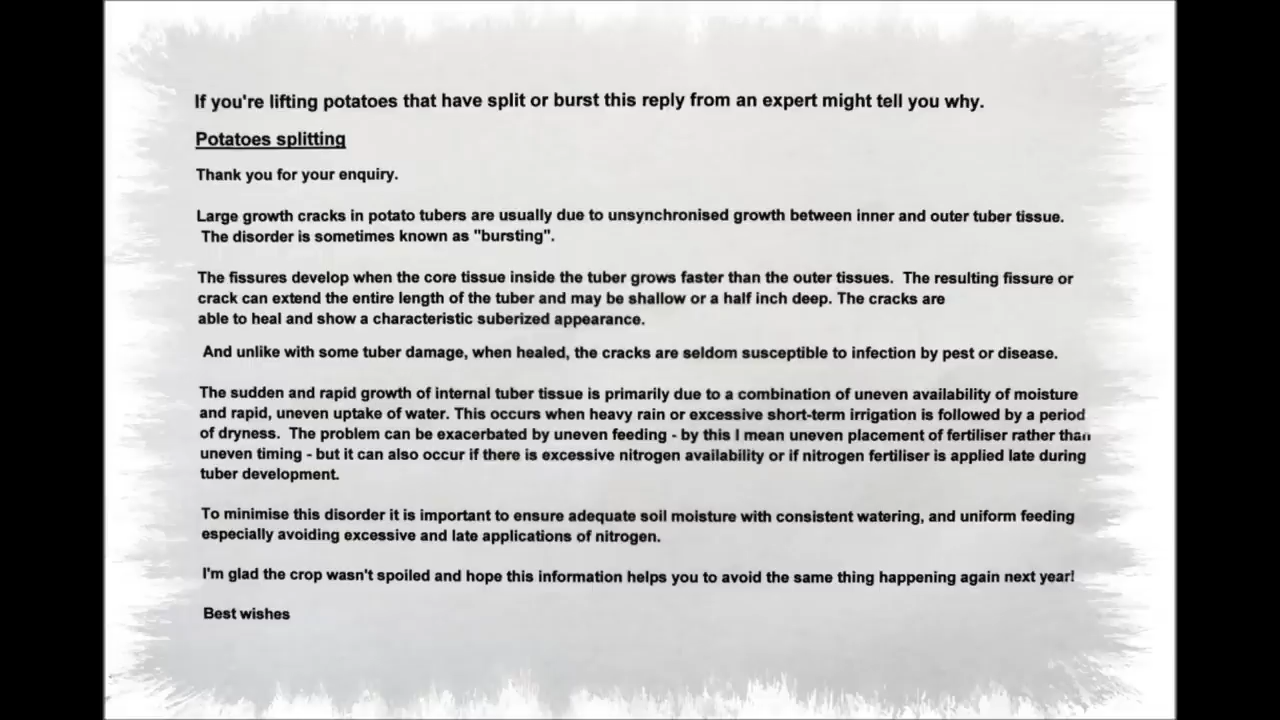 If you're lifting potatoes that have split or burst this reply from an expert might tell you why.
Potatoes splitting
Thank you for your enquiry.
Large growth cracks in potato tubers are usually due to unsynchronised growth between inner and outer tuber tissue.
The disorder is sometimes known as "bursting".
The fissures develop when the core tissue inside the tuber grows faster than the outer tissues. The resulting fissure or
crack can extend the entire length of the tuber and may be shallow or a half inch deep. The cracks are
able to heal and show a characteristic suberized appearance.
And unlike with some tuber damage, when healed, the cracks are seldom susceptible to infection by pest or disease.
The sudden and rapid growth of internal tuber tissue is primarily due to a combination of uneven availability of moisture
and rapid, uneven uptake of water. This occurs when heavy rain or excessive short-term irrigation is followed by a period
of dryness. The problem can be exacerbated by uneven feeding - by this I mean uneven placement of fertiliser rather than
uneven timing - but it can also occur if there is excessive nitrogen availability or if nitrogen fertiliser is applied late during
tuber development.
To minimise this disorder it is important to ensure adequate soil moisture with consistent watering, and uniform feeding
especially avoiding excessive and late applications of nitrogen.
I'm glad the crop wasn't spoiled and hope this information helps you to avoid the same thing happening again next year!
Best wishes